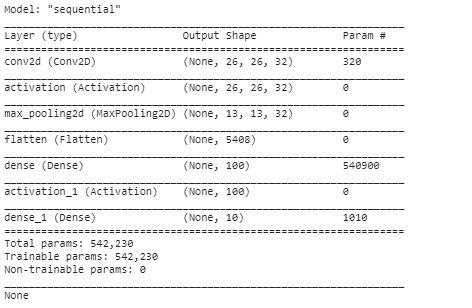 Model: "sequential"
_________________________________________________________________
Layer (type) Output Shape Param #
=================================================================
conv2d (Conv2D) (None, 26, 26, 32) 320
_________________________________________________________________
activation (Activation) (None, 26, 26, 32) 0
_________________________________________________________________
max_pooling2d (MaxPooling2D) (None, 13, 13, 32) 0
_________________________________________________________________
flatten (Flatten) (None, 5408) 0
_________________________________________________________________
dense (Dense) (None, 100) 540900
_________________________________________________________________
activation_1 (Activation) (None, 100) 0
_________________________________________________________________
dense_1 (Dense) (None, 10) 1010
=================================================================
Total params: 542,230
Trainable params: 542,230
Non-trainable params: 0
_________________________________________________________________
None